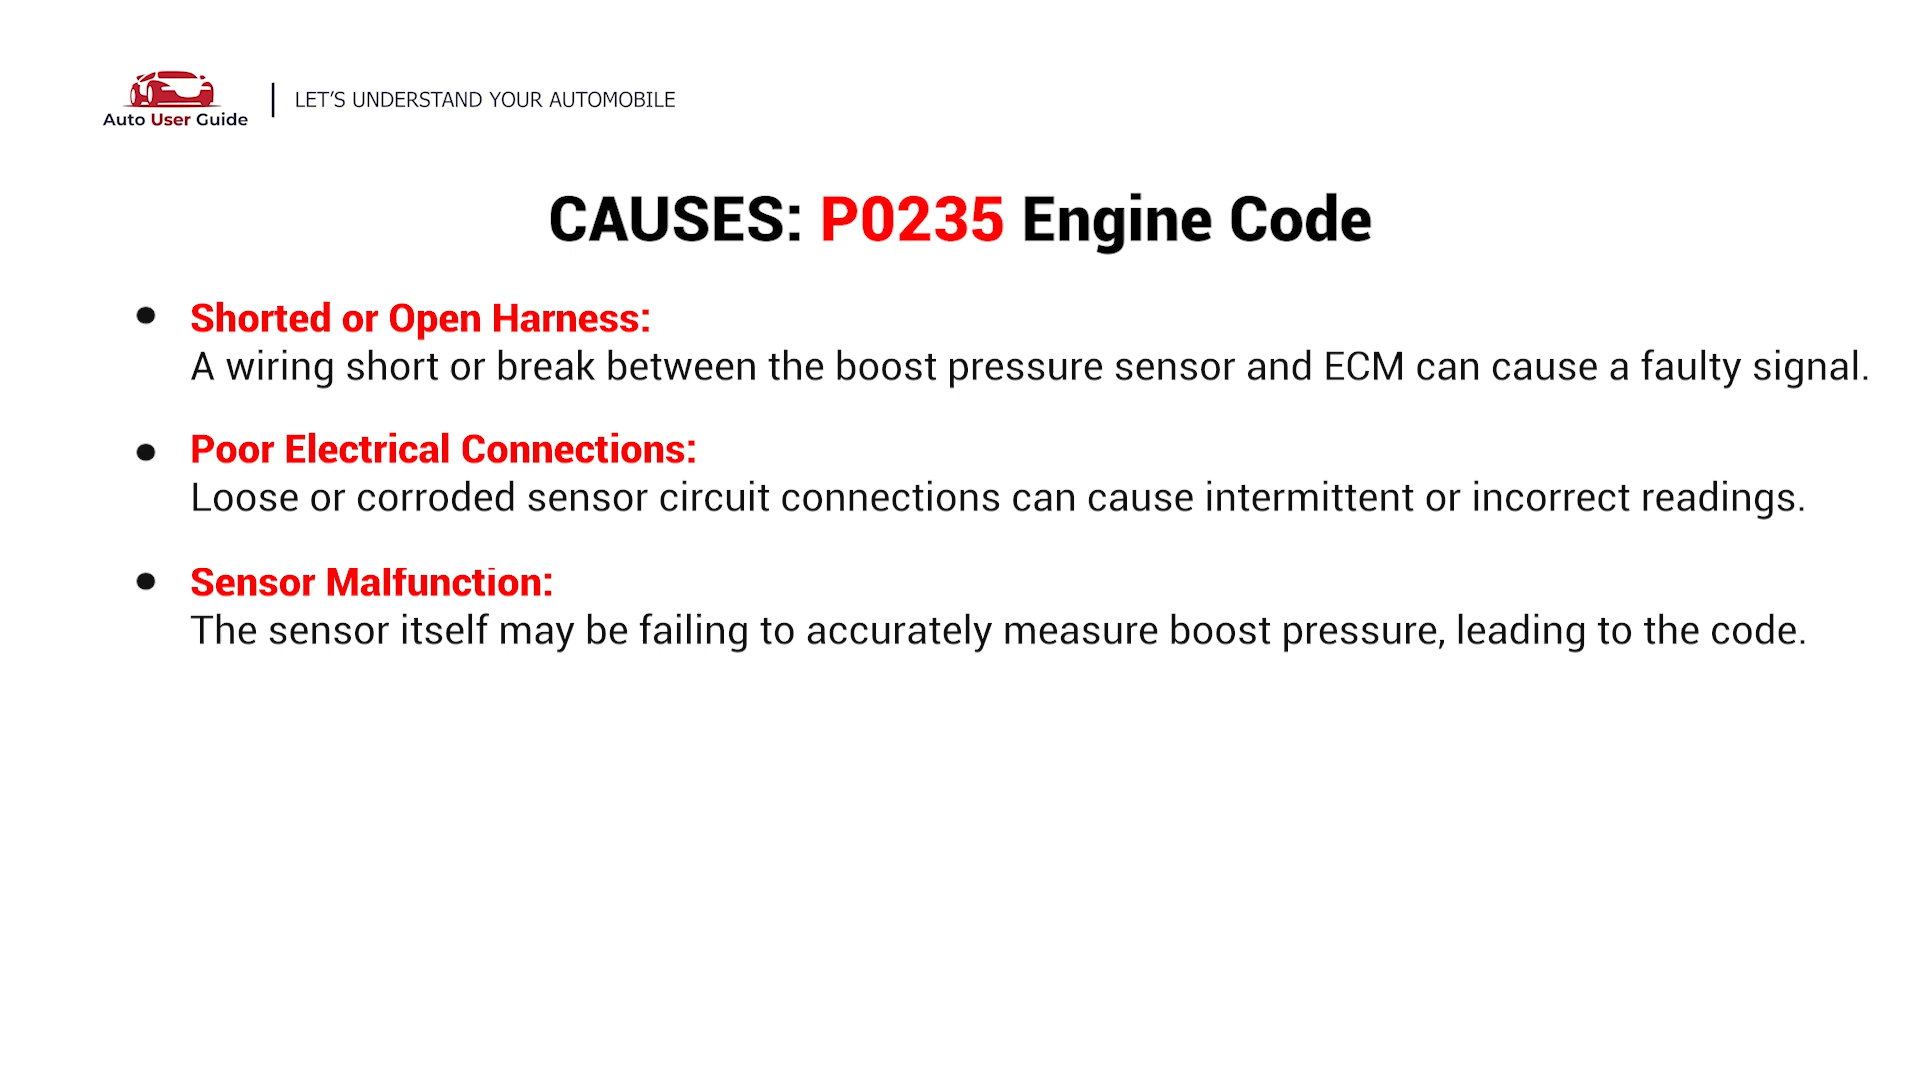 Auto User Guide
LET'S UNDERSTAND YOUR AUTOMOBILE
CAUSES: P0235 Engine Code
Shorted or Open Harness:
A wiring short or break between the boost pressure sensor and ECM can cause a faulty signal.
Poor Electrical Connections:
Loose or corroded sensor circuit connections can cause intermittent or incorrect readings.
Sensor Malfunction:
The sensor itself may be failing to accurately measure boost pressure, leading to the code.